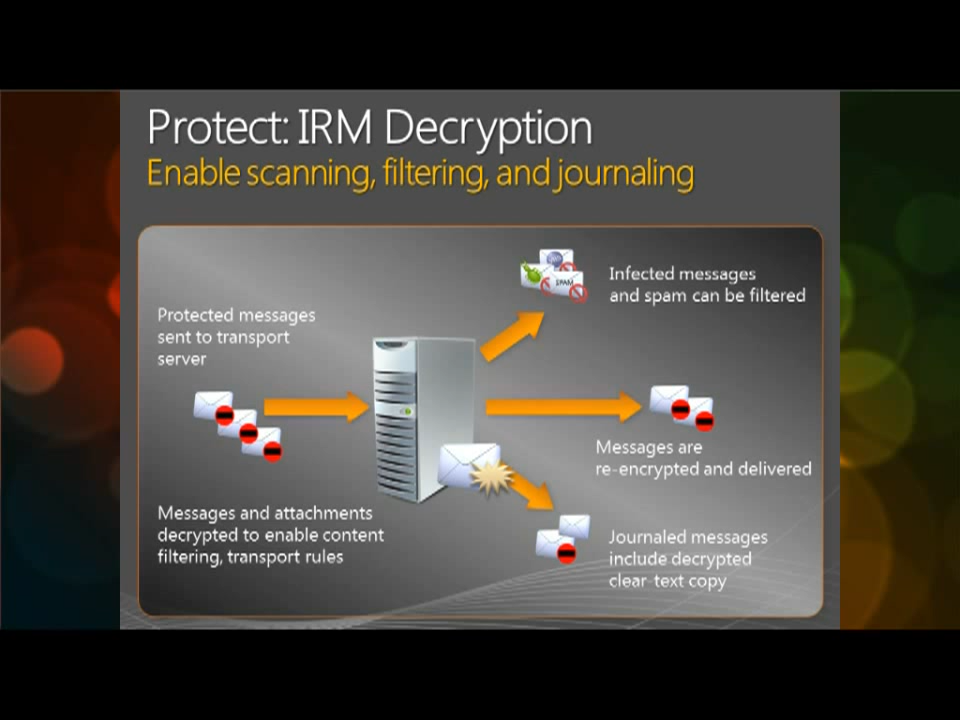 Protect: IRM Decryption
Enable scanning, filtering, and journaling
Infected messages
and spam can be filtered
SPAM
Protected messages
sent to transport
server
Messages are
re-encrypted and delivered
Messages and attachments
decrypted to enable content
filtering, transport rules
Journaled messages
include decrypted
clear-text copy